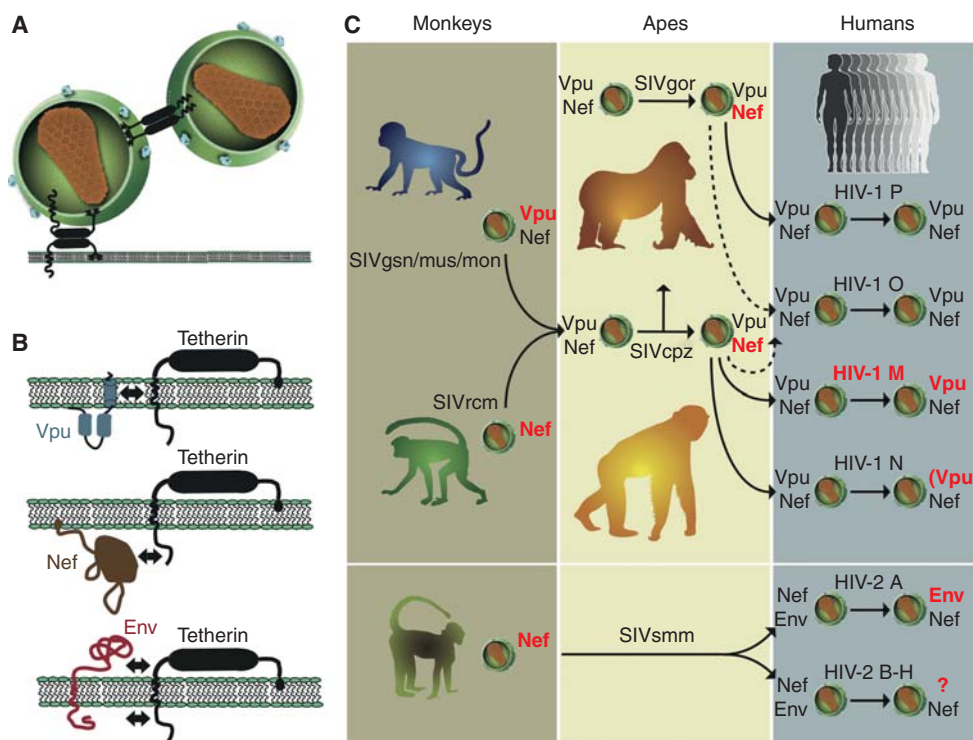 A
B
Tetherin
Vpu
Tetherin
Nef
Env
Tetherin
C
Monkeys
Apes
Humans
Vpu
Nef
SIVgsn/mus/mon
SIVrcm
Nef
Vpu
Nef
SIVgor
Vpu
Nef
Vpu
Nef
SIVcpz
Vpu
Nef
HIV-1 P
Vpu
Nef
Vpu
Nef
HIV-1 O
Vpu
Nef
Vpu
Nef
HIV-1 M
Vpu
Nef
Vpu
Nef
HIV-1 N
Vpu
Nef
(Vpu
Nef
Nef
SIVsmm
HIV-2 A
Nef
Env
Env
Nef
HIV-2 B-H
Nef
Env
?
Nef